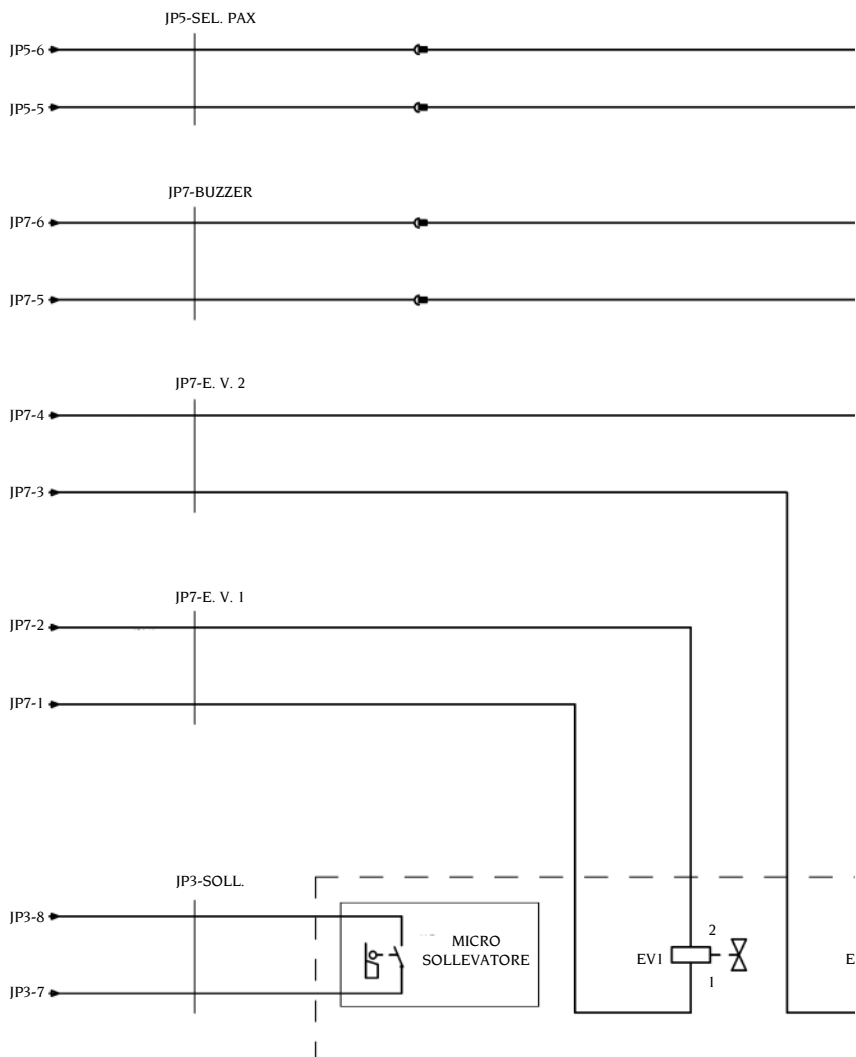 JP5-SEL. PAX
JP5-6
JP5-5
JP7-BUZZER
JP7-6
JP7-5
JP7-E. V. 2
JP7-4
JP7-3
JP7-E. V. 1
JP7-2
JP7-1
JP3-SOLL.
JP3-8
MICRO
SOLLEVATORE
JP3-7
2
EV1
1
E